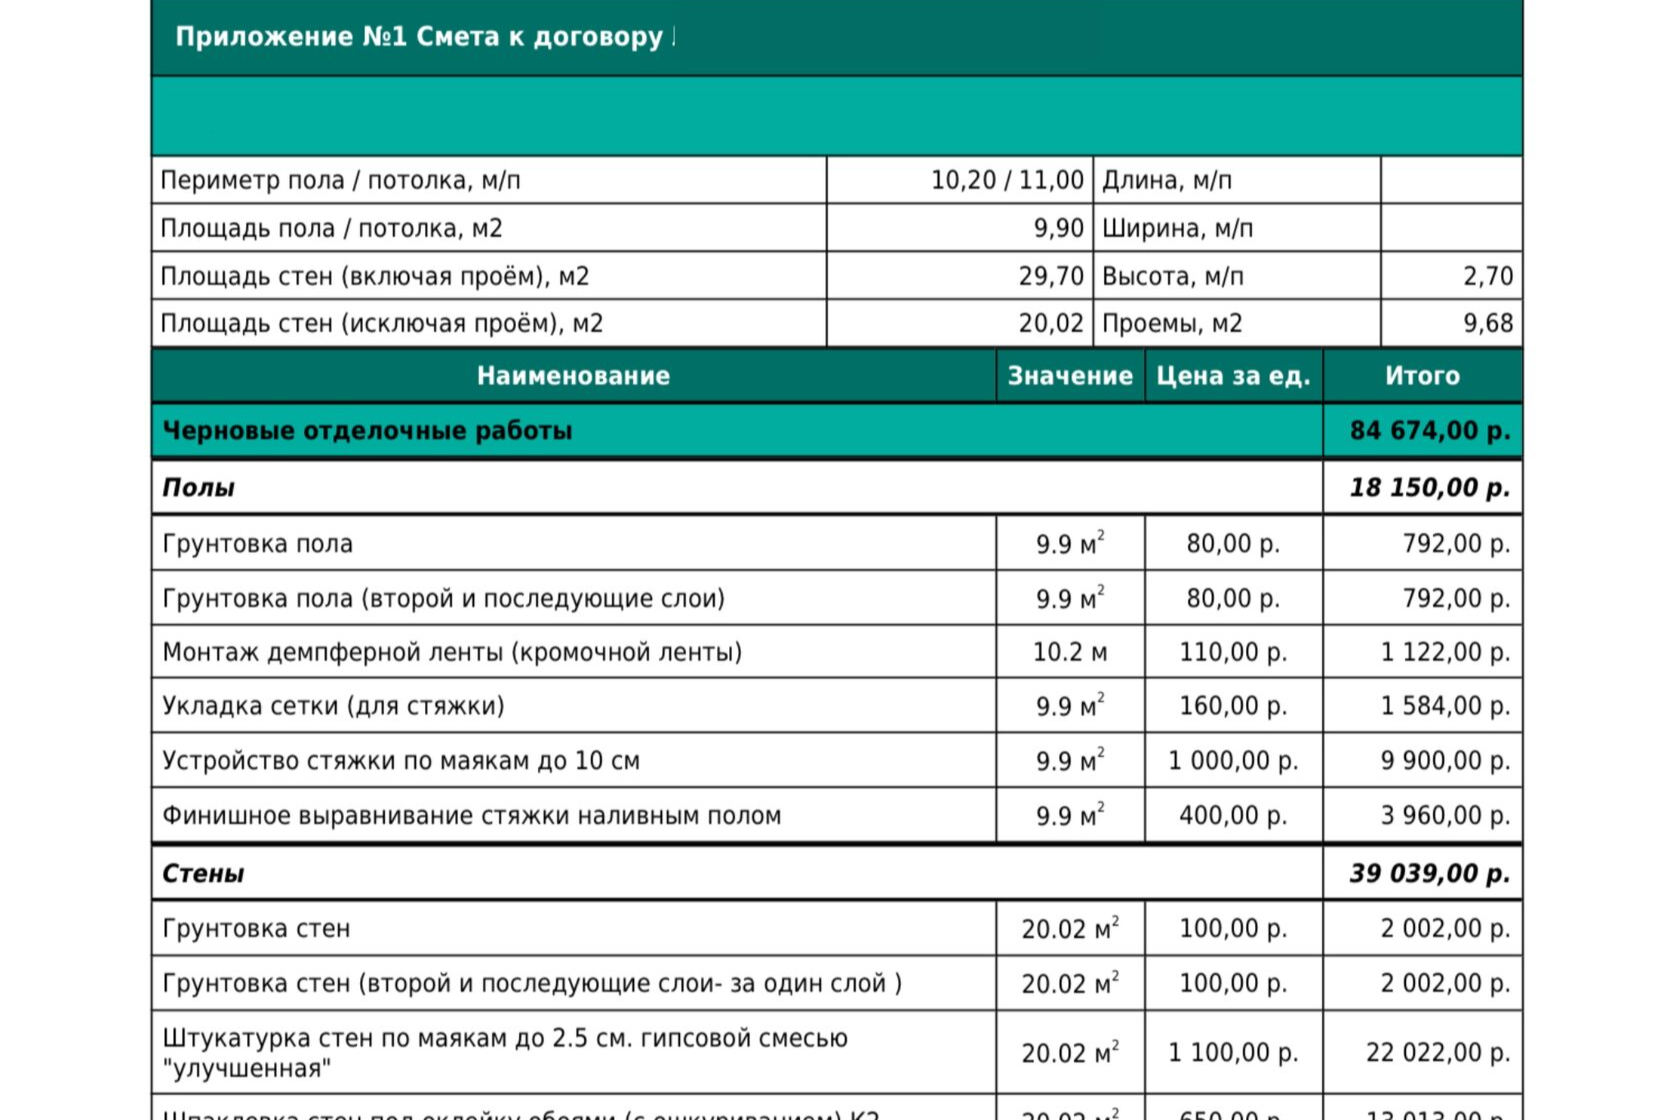 Приложение №1 Смета к договору
Периметр пола / потолка, м/п 10,20 / 11,00 Длина, м/п
Площадь пола / потолка, м2 9,90 Ширина, м/п
Площадь стен (включая проём), м2 29,70 Высота, м/п 2,70
Площадь стен (исключая проём), м2 20,02 Проемы, м2 9,68
Наименование Значение Цена за ед. Итого
Черновые отделочные работы 84 674,00 р.
Полы 18 150,00 р.
Грунтовка пола 9.9 м² 80,00 р. 792,00 р.
Грунтовка пола (второй и последующие слои) 9.9 м² 80,00 р. 792,00 р.
Монтаж демпферной ленты (кромочной ленты) 10.2 м 110,00 р. 1 122,00 р.
Укладка сетки (для стяжки) 9.9 м² 160,00 р. 1 584,00 р.
Устройство стяжки по маякам до 10 см 9.9 м² 1 000,00 р. 9 900,00 р.
Финишное выравнивание стяжки наливным полом 9.9 м² 400,00 р. 3 960,00 р.
Стены 39 039,00 р.
Грунтовка стен 20.02 м² 100,00 р. 2 002,00 р.
Грунтовка стен (второй и последующие слои- за один слой ) 20.02 м² 100,00 р. 2 002,00 р.
Штукатурка стен по маякам до 2.5 см. гипсовой смесью
"улучшенная" 20.02 м² 1 100,00 р. 22 022,00 р.